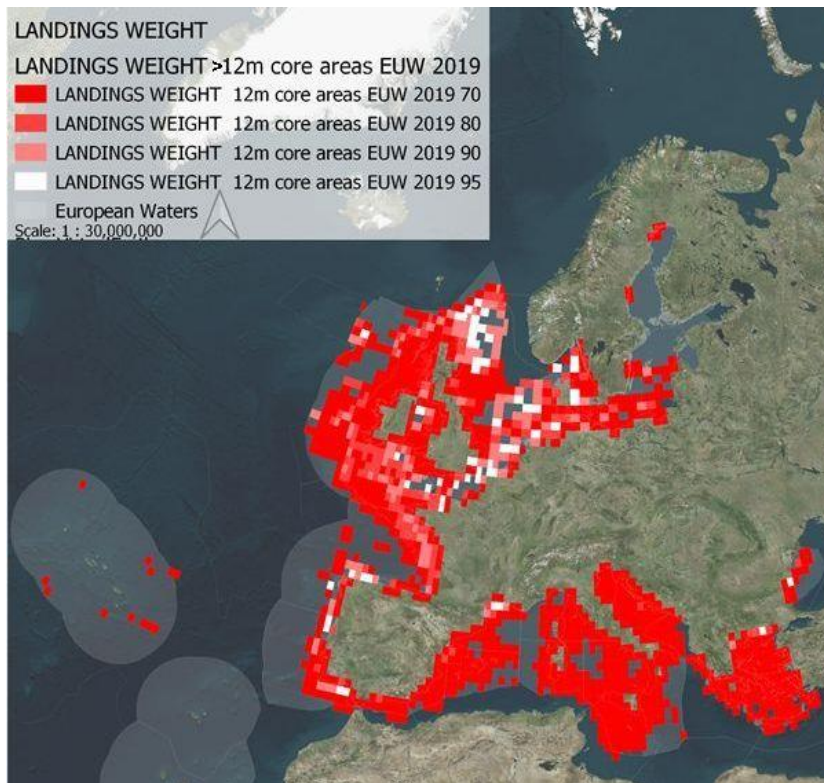 LANDINGS WEIGHT
LANDINGS WEIGHT >12m core areas EUW 2019
LANDINGS WEIGHT 12m core areas EUW 2019 70
LANDINGS WEIGHT 12m core areas EUW 2019 80
LANDINGS WEIGHT 12m core areas EUW 2019 90
LANDINGS WEIGHT 12m core areas EUW 2019 95
European Waters
Scale: 1 : 30,000,000